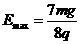 E_max = 7mg/8q